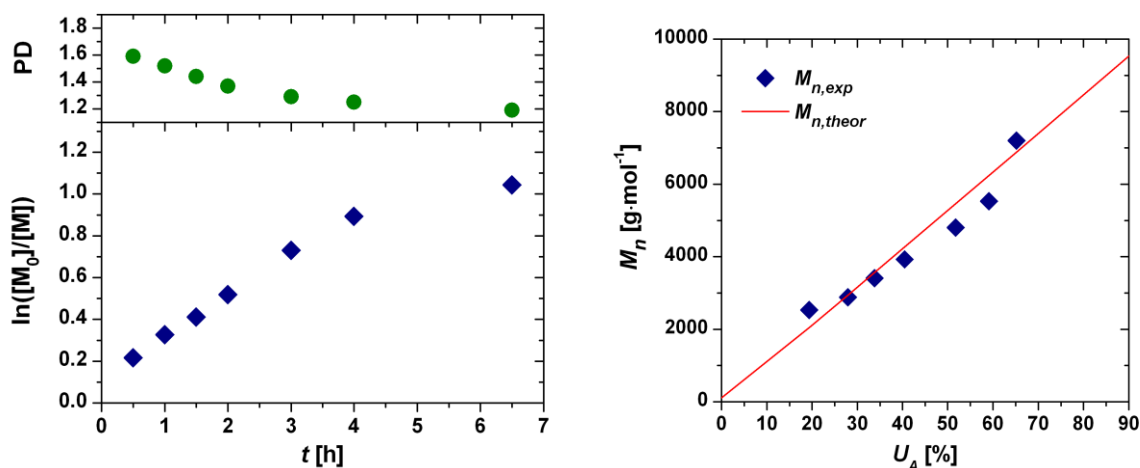 PD
1.8
1.6
1.4
1.2
ln([M₀]/[M])
1.2
1.0
0.8
0.6
0.4
0.2
0.0
0 1 2 3 4 5 6 7
t [h]
Mₙ [g·mol⁻¹]
10000
8000
6000
4000
2000
0
Mₙ,exp
Mₙ,theor
0 10 20 30 40 50 60 70 80 90
U_A [%]